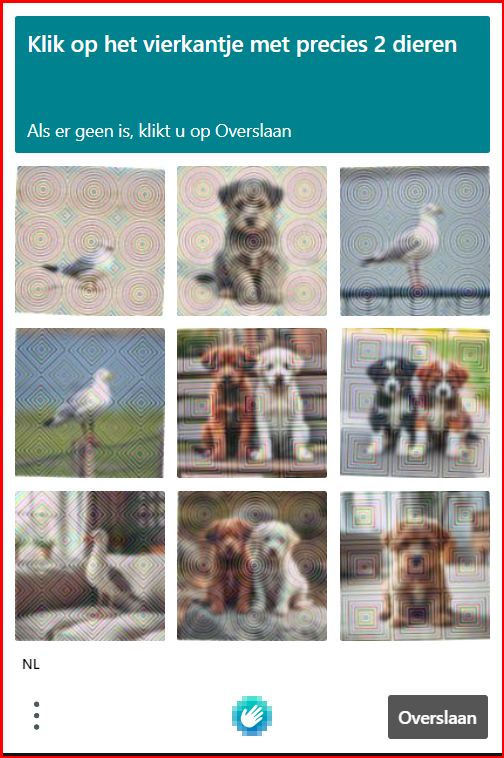 Klik op het vierkantje met precies 2 dieren
Als er geen is, klikt u op Overslaan
NL
Overslaan